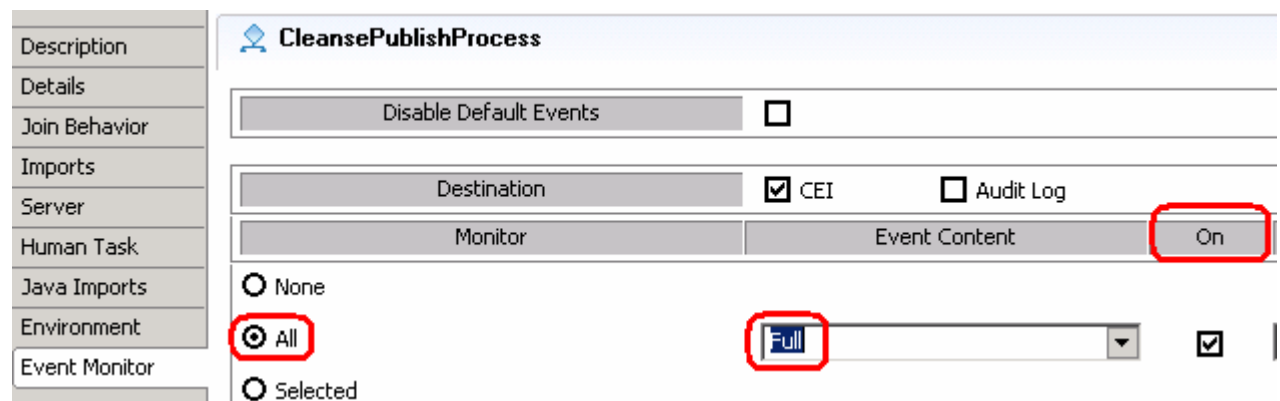 Description
Details
Join Behavior
Imports
Server
Human Task
Java Imports
Environment
Event Monitor
CleansePublishProcess
Disable Default Events
Destination CEI Audit Log
Monitor Event Content On
None
All Full
Selected